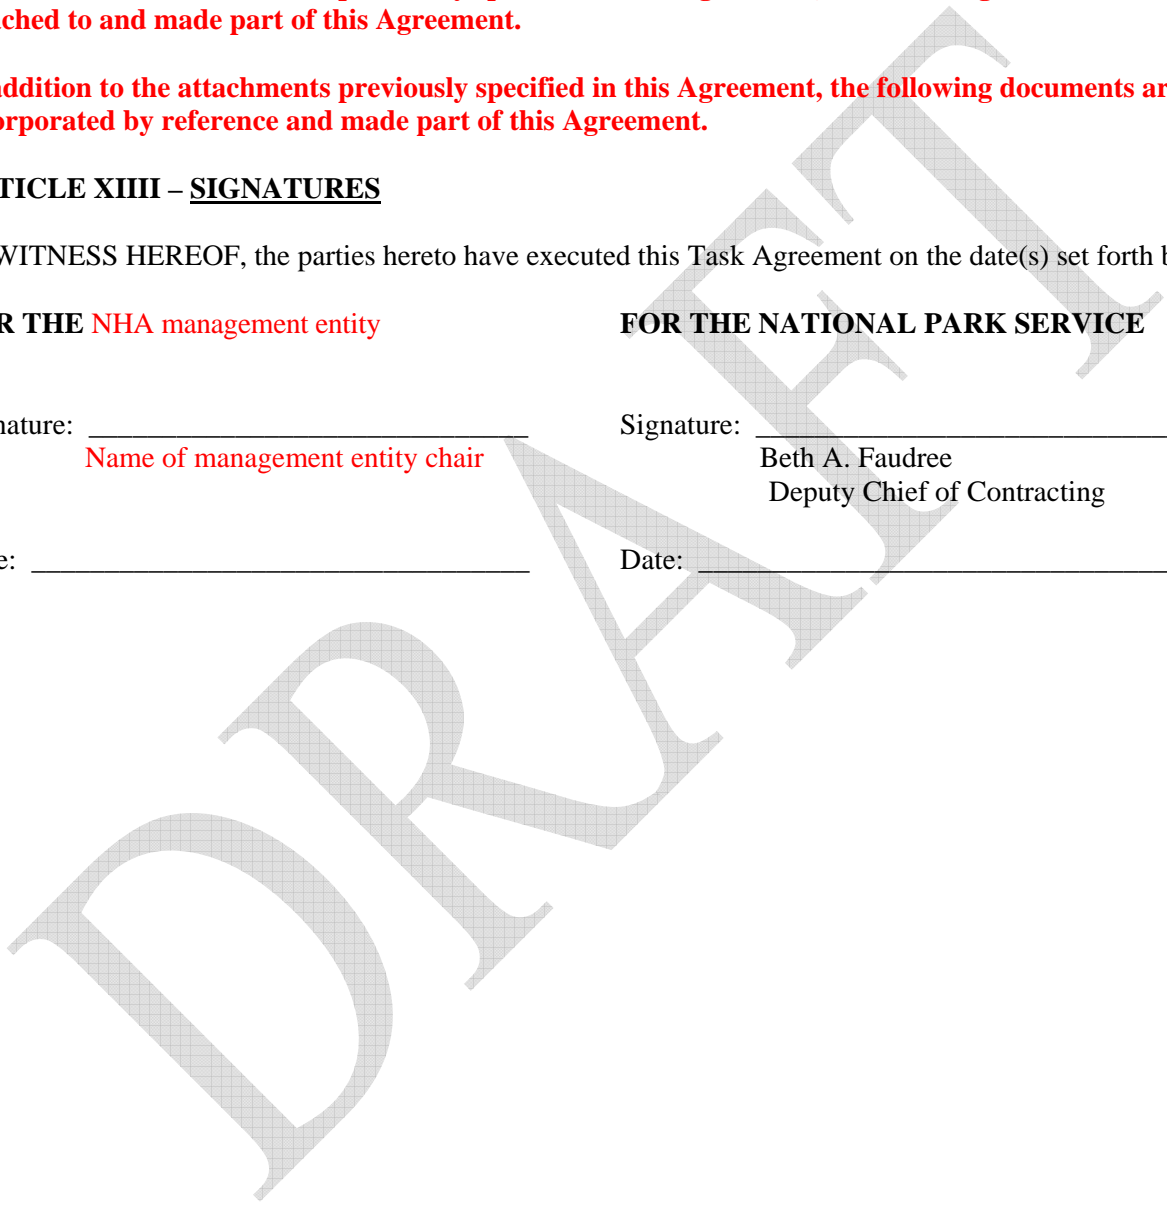 ched to and made part of this Agreement.
ddition to the attachments previously specified in this Agreement, the following documents ar
orporated by reference and made part of this Agreement.
TICLE XIIII – SIGNATURES
WITNESS HEREOF, the parties hereto have executed this Task Agreement on the date(s) set forth b
R THE NHA management entity FOR THE NATIONAL PARK SERVICE
nature: ______________________________ Signature: ______________________________
Name of management entity chair Beth A. Faudree
Deputy Chief of Contracting
e: __________________________________ Date: ________________________________
DRAFT